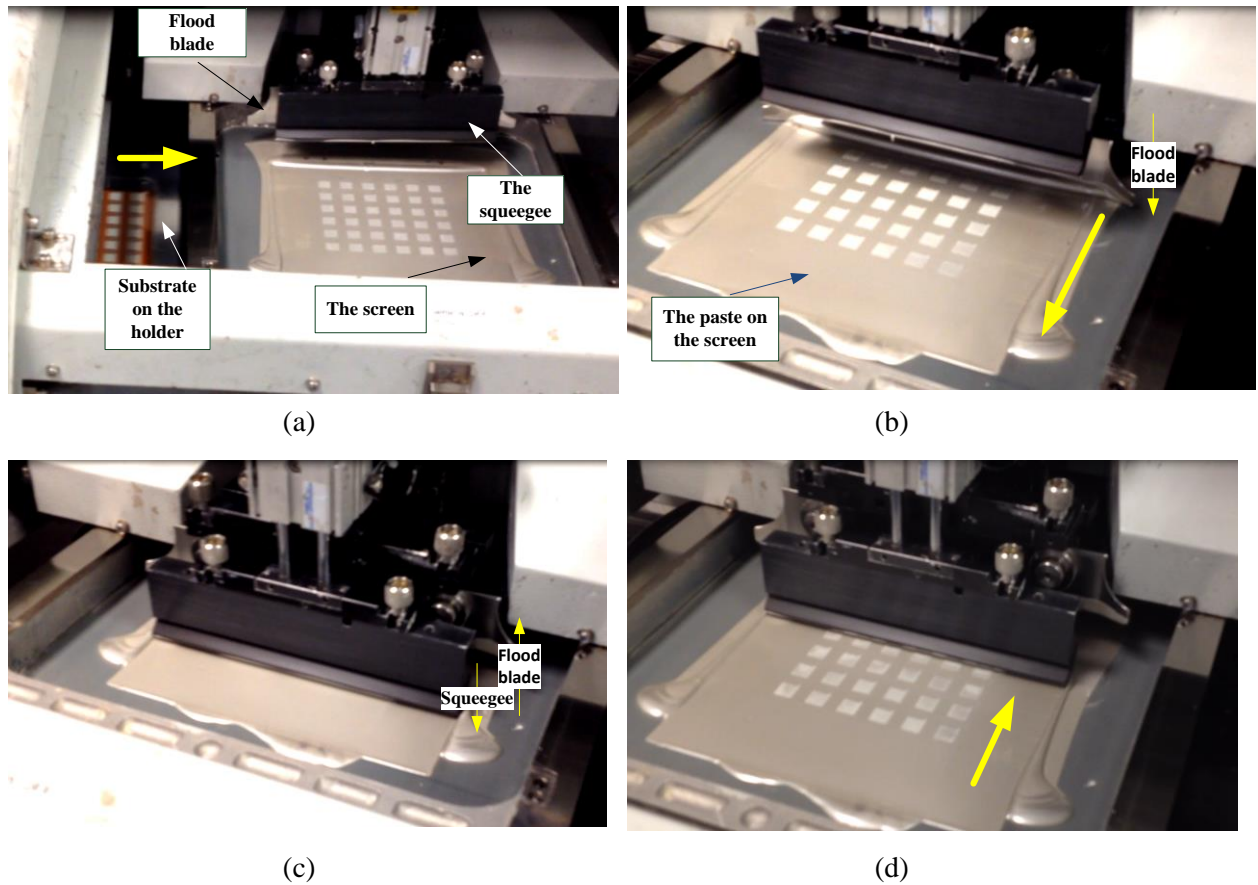 Flood
blade
The
squeegee
Substrate
on the
holder
The screen
(a)
Flood
blade
The paste on
the screen
(b)
Flood
blade
Squeegee
(c)
(d)